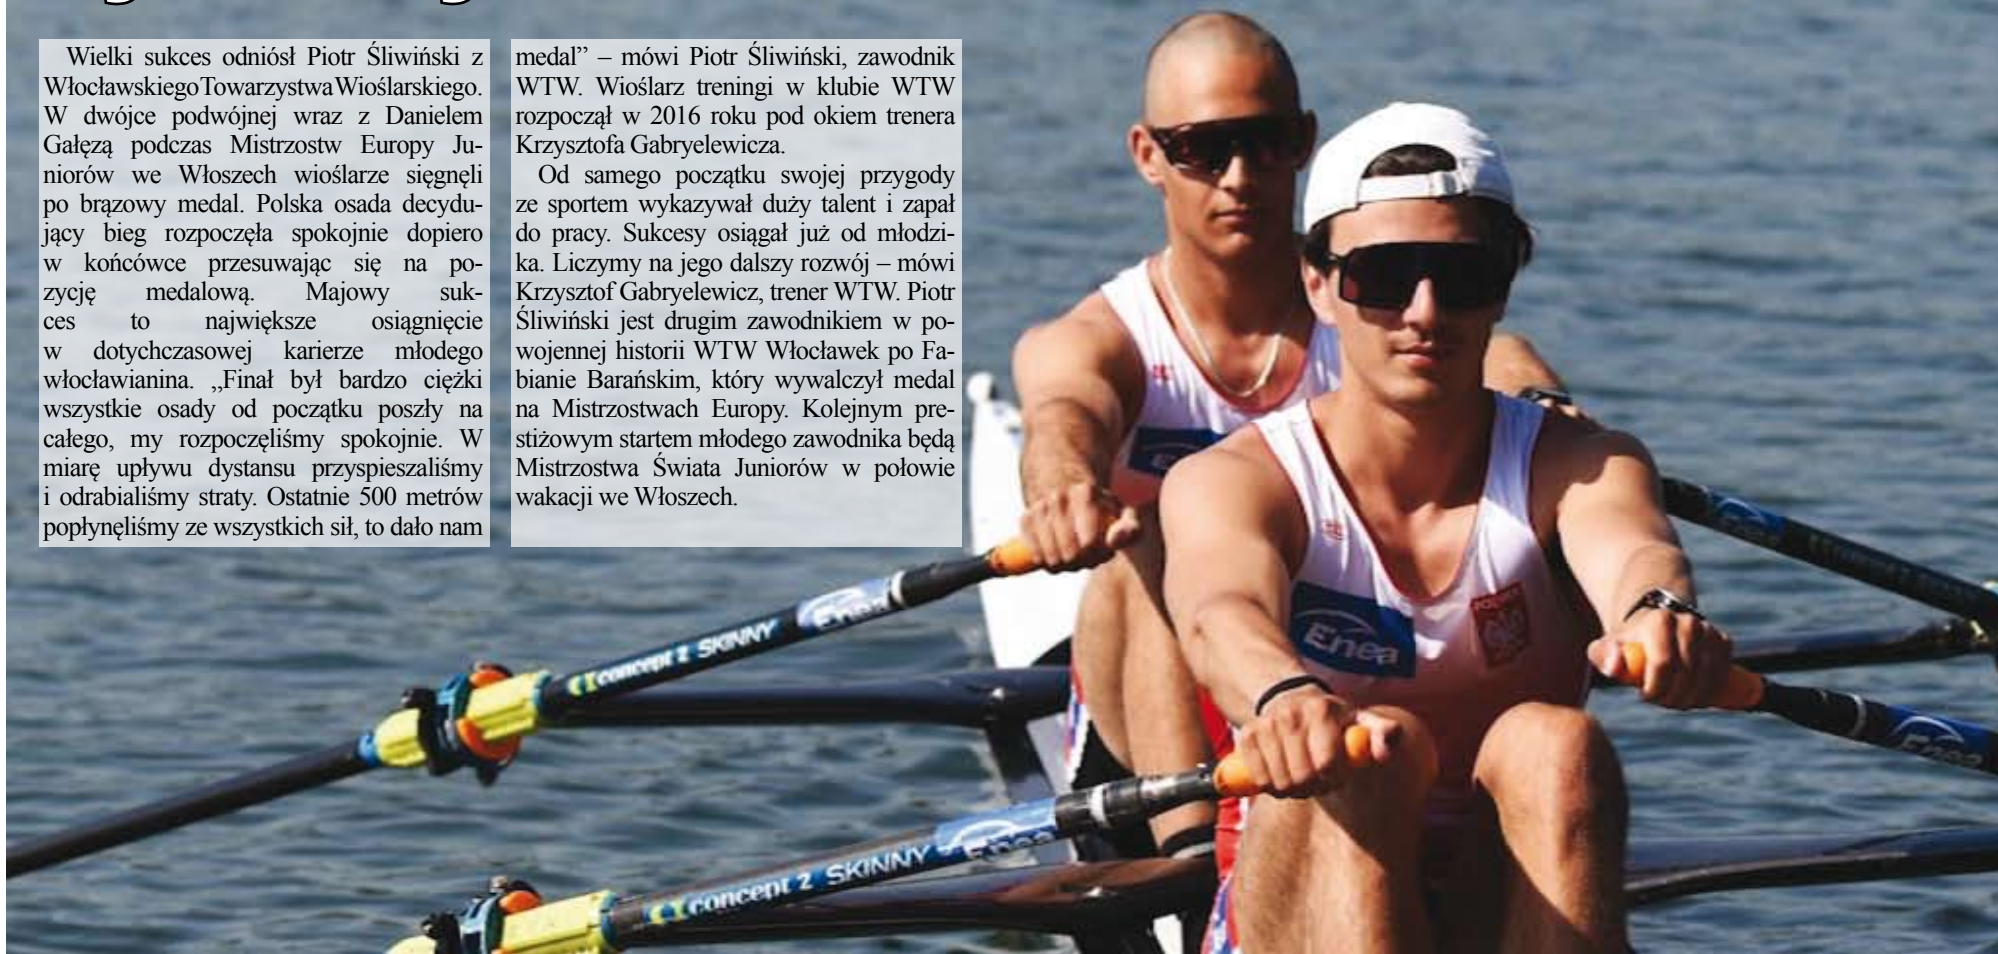 Wielki sukces odniósł Piotr Śliwiński z
Włocławskiego Towarzystwa Wioślarskiego.
W dwójce podwójnej wraz z Danielem
Gałęzą podczas Mistrzostw Europy Ju-
niorów we Włoszech wioślarze sięgnęli
po brązowy medal. Polska osada decydu-
jący bieg rozpoczęła spokojnie dopiero
w końcówce przesuwając się na po-
zycję medalową. Majowy suk-
ces to największe osiągnięcie
w dotychczasowej karierze młodego
włocławianina. „Finał był bardzo ciężki
wszystkie osady od początku poszły na
całego, my rozpoczęliśmy spokojnie. W
miarę upływu dystansu przyspieszaliśmy
i odrabialiśmy straty. Ostatnie 500 metrów
popłynęliśmy ze wszystkich sił, to dało nam
medal” – mówi Piotr Śliwiński, zawodnik
WTW. Wioślarz treningi w klubie WTW
rozpoczął w 2016 roku pod okiem trenera
Krzysztofa Gabryelewicza.
Od samego początku swojej przygody
ze sportem wykazywał duży talent i zapał
do pracy. Sukcesy osiągał już od młodzi-
ka. Liczymy na jego dalszy rozwój – mówi
Krzysztof Gabryelewicz, trener WTW. Piotr
Śliwiński jest drugim zawodnikiem w po-
wojennej historii WTW Włocławek po Fa-
bianie Barańskim, który wywalczył medal
na Mistrzostwach Europy. Kolejnym pre-
stiżowym startem młodego zawodnika będą
Mistrzostwa Świata Juniorów w połowie
wakacji we Włoszech.
concept 2 SKINNY Enea
Enea
POLSKA
Enea
concept 2 SKINNY Enea